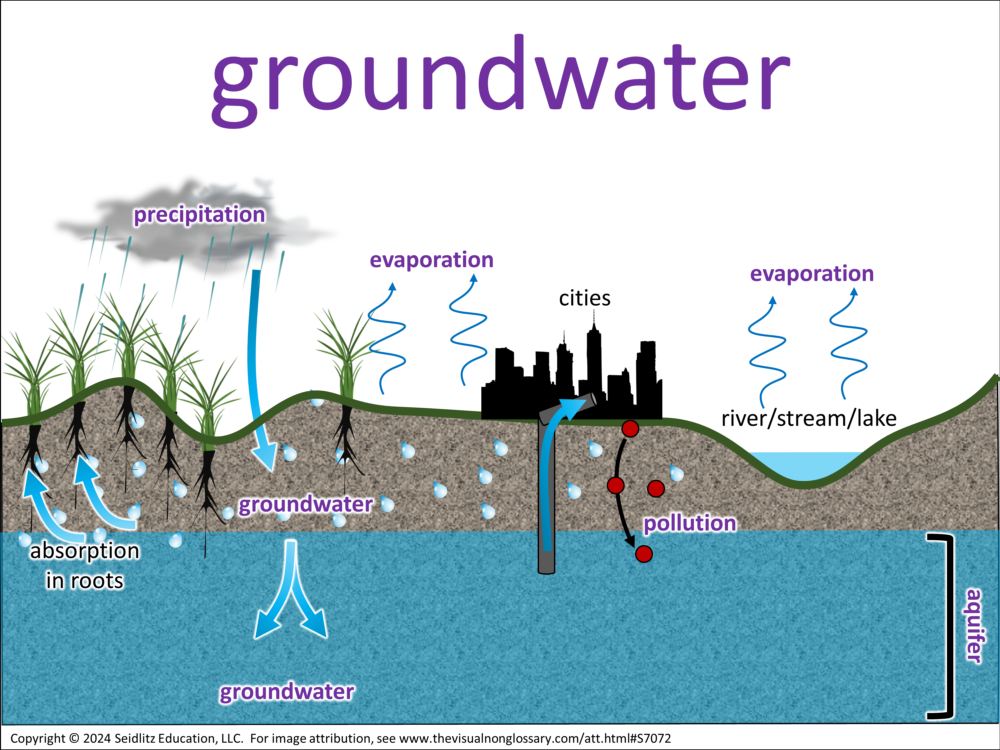 groundwater
precipitation
evaporation
evaporation
cities
river/stream/lake
groundwater
pollution
absorption
in roots
aquifer
groundwater
Copyright © 2024 Seidlitz Education, LLC.  For image attribution, see www.thevisualnonglossary.com/att.html#S7072